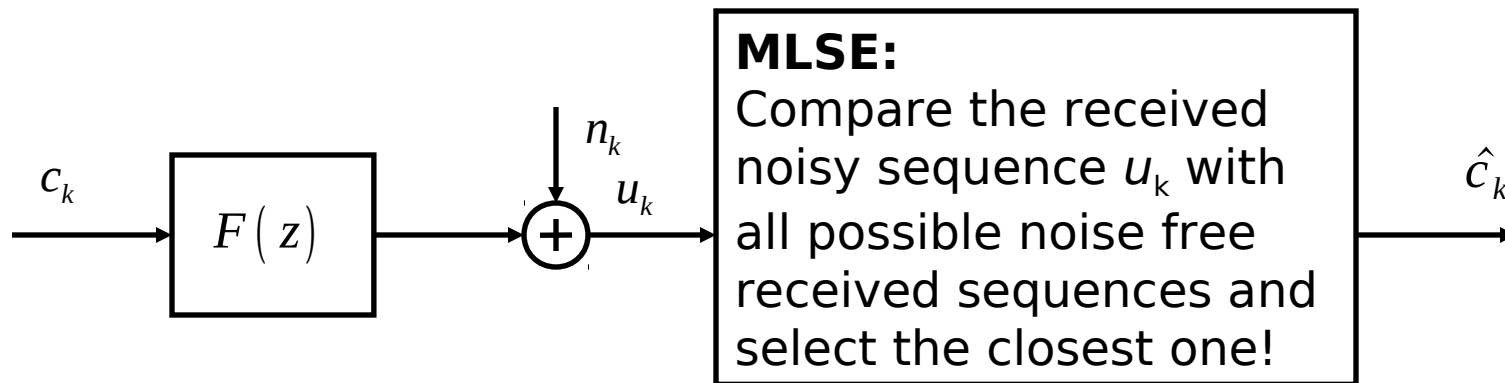 c_k
F(z)
n_k
u_k
MLSE:
Compare the received
noisy sequence u_k with
all possible noise free
received sequences and
select the closest one!
ĉ_k